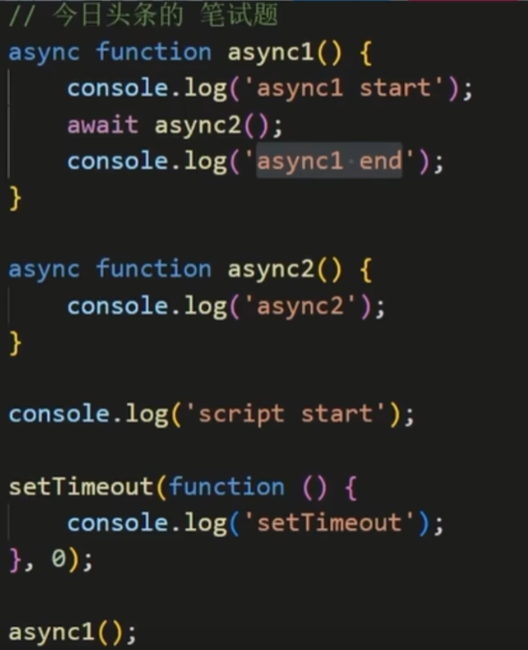 // 今日头条的 笔试题
async function async1() {
    console.log('async1 start');
    await async2();
    console.log('async1 end');
}

async function async2() {
    console.log('async2');
}

console.log('script start');

setTimeout(function () {
    console.log('setTimeout');
}, 0);

async1();